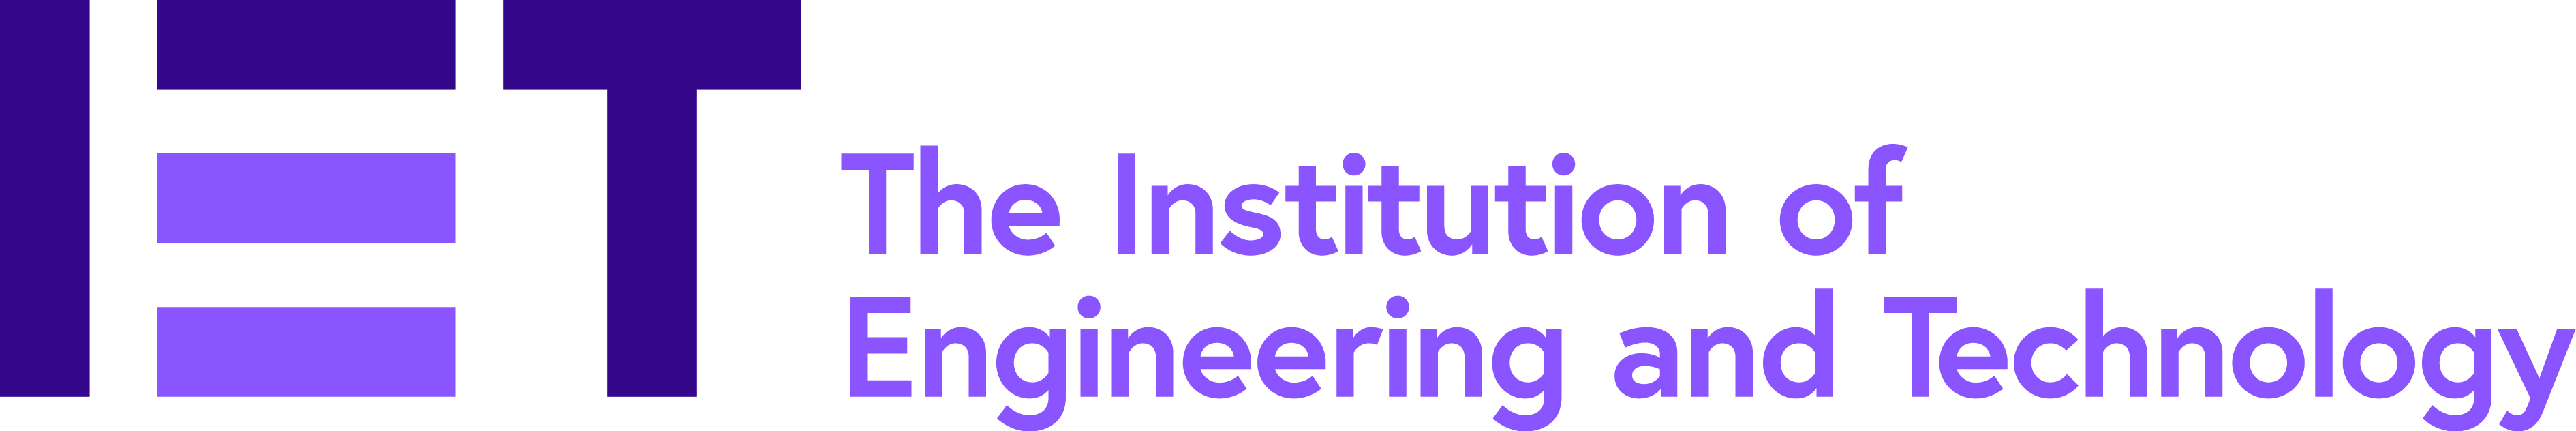 IET
The Institution of
Engineering and Technology